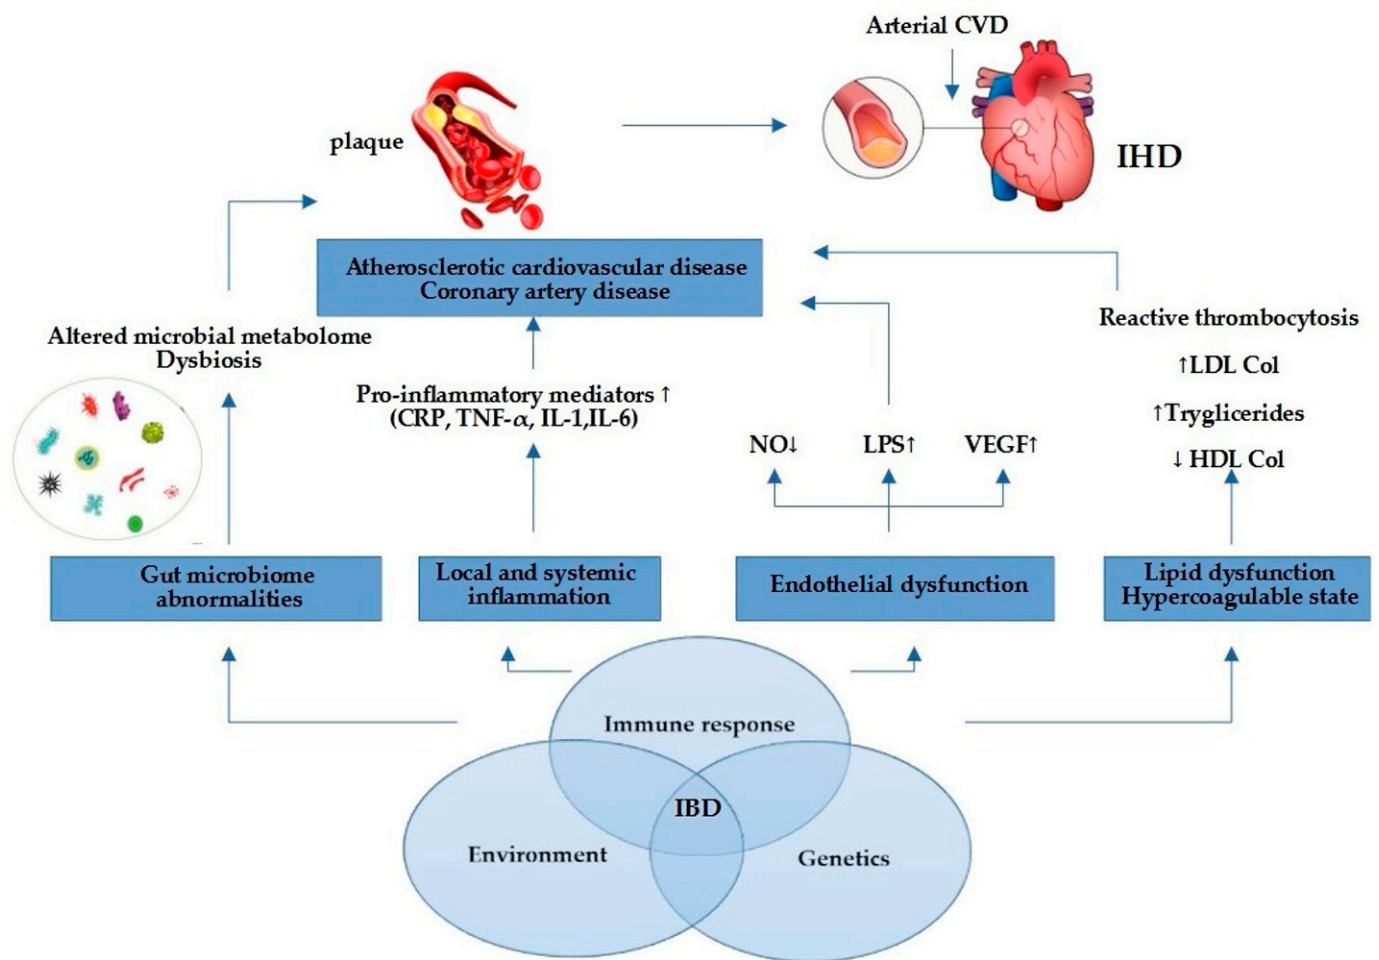 Arterial CVD
plaque
IHD
Atherosclerotic cardiovascular disease
Coronary artery disease
Altered microbial metabolome
Dysbiosis
Pro-inflammatory mediators ↑
(CRP, TNF-α, IL-1,IL-6)
NO↓
LPS↑
VEGF↑
Reactive thrombocytosis
↑LDL Col
↑Tryglicerides
↓ HDL Col
Gut microbiome
abnormalities
Local and systemic
inflammation
Endothelial dysfunction
Lipid dysfunction
Hypercoagulable state
Immune response
IBD
Environment
Genetics